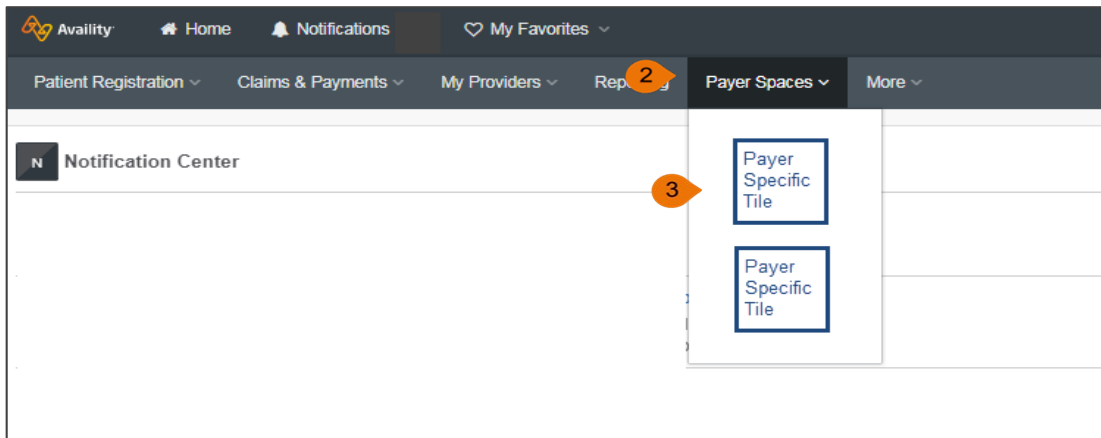 Availity Home Notifications My Favorites
Patient Registration Claims & Payments My Providers 2 Payer Spaces More
N Notification Center
Payer
Specific
Tile
3
Payer
Specific
Tile